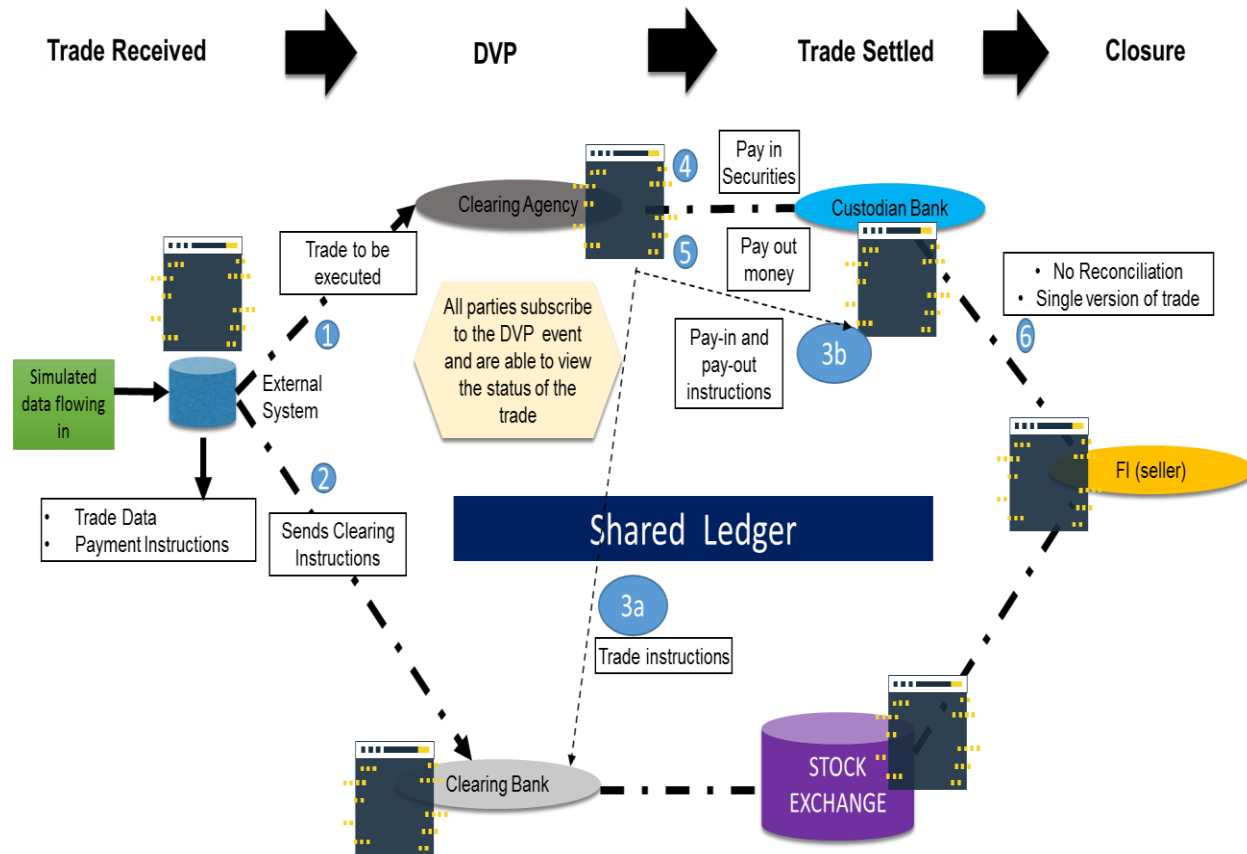 Trade Received
DVP
Trade Settled
Closure
4
Pay in
Securities
Clearing Agency
Custodian Bank
5
Pay out
money
Trade to be
executed
• No Reconciliation
• Single version of trade
1
All parties subscribe
to the DVP event
and are able to view
the status of the
trade
Pay-in and
pay-out
instructions
3b
6
Simulated
data flowing
in
External
System
2
FI (seller)
• Trade Data
• Payment Instructions
Sends Clearing
Instructions
Shared Ledger
3a
Trade instructions
Clearing Bank
STOCK
EXCHANGE